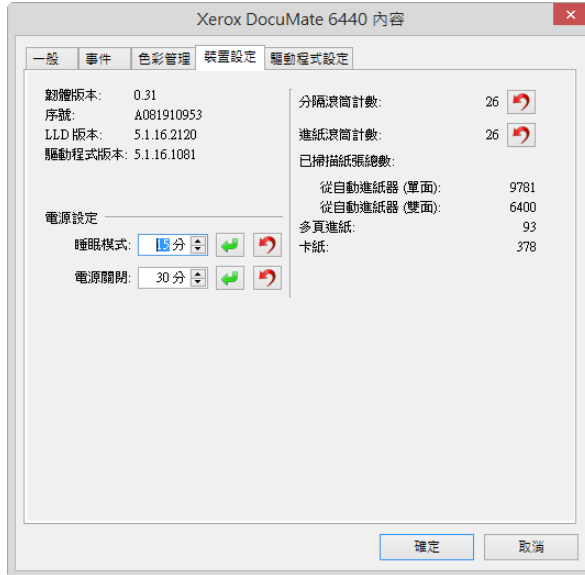 Xerox DocuMate 6440 內容
一般 事件 色彩管理 裝置設定 驅動程式設定
韌體版本: 0.31
序號: A081910953
LLD 版本: 5.1.16.2120
驅動程式版本: 5.1.16.1081
電源設定
睡眠模式: 15 分
電源關閉: 30 分
分隔滾筒計數: 26
進紙滾筒計數: 26
已掃描紙張總數:
從自動進紙器 (單面): 9781
從自動進紙器 (雙面): 6400
多頁進紙: 93
卡紙: 378
確定 取消